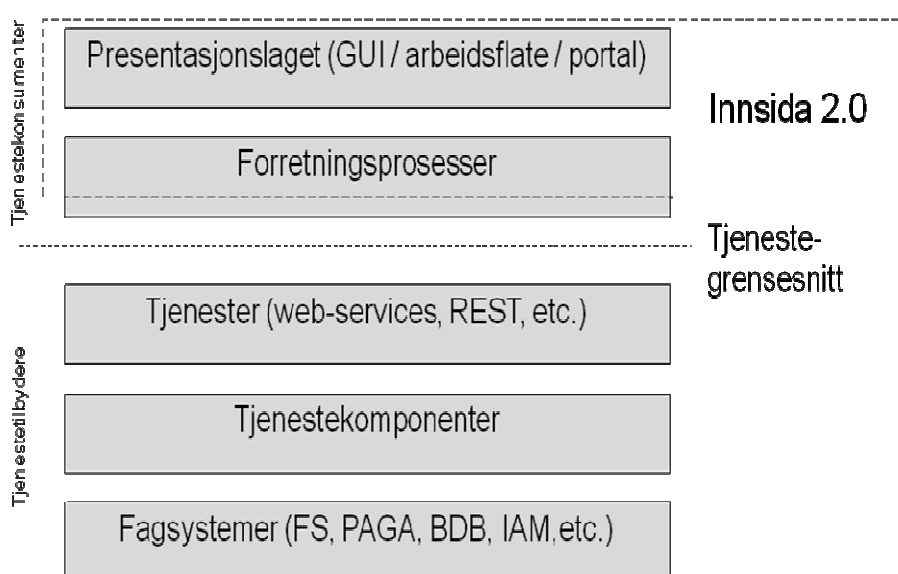 Tjenestekonsumenter
Presentasjonslaget (GUI / arbeidsflate / portal)
Innsida 2.0
Forretningsprosesser
Tjeneste-
grensesnitt
Tjenestetilbydere
Tjenester (web-services, REST, etc.)
Tjenestekomponenter
Fagsystemer (FS, PAGA, BDB, IAM, etc.)